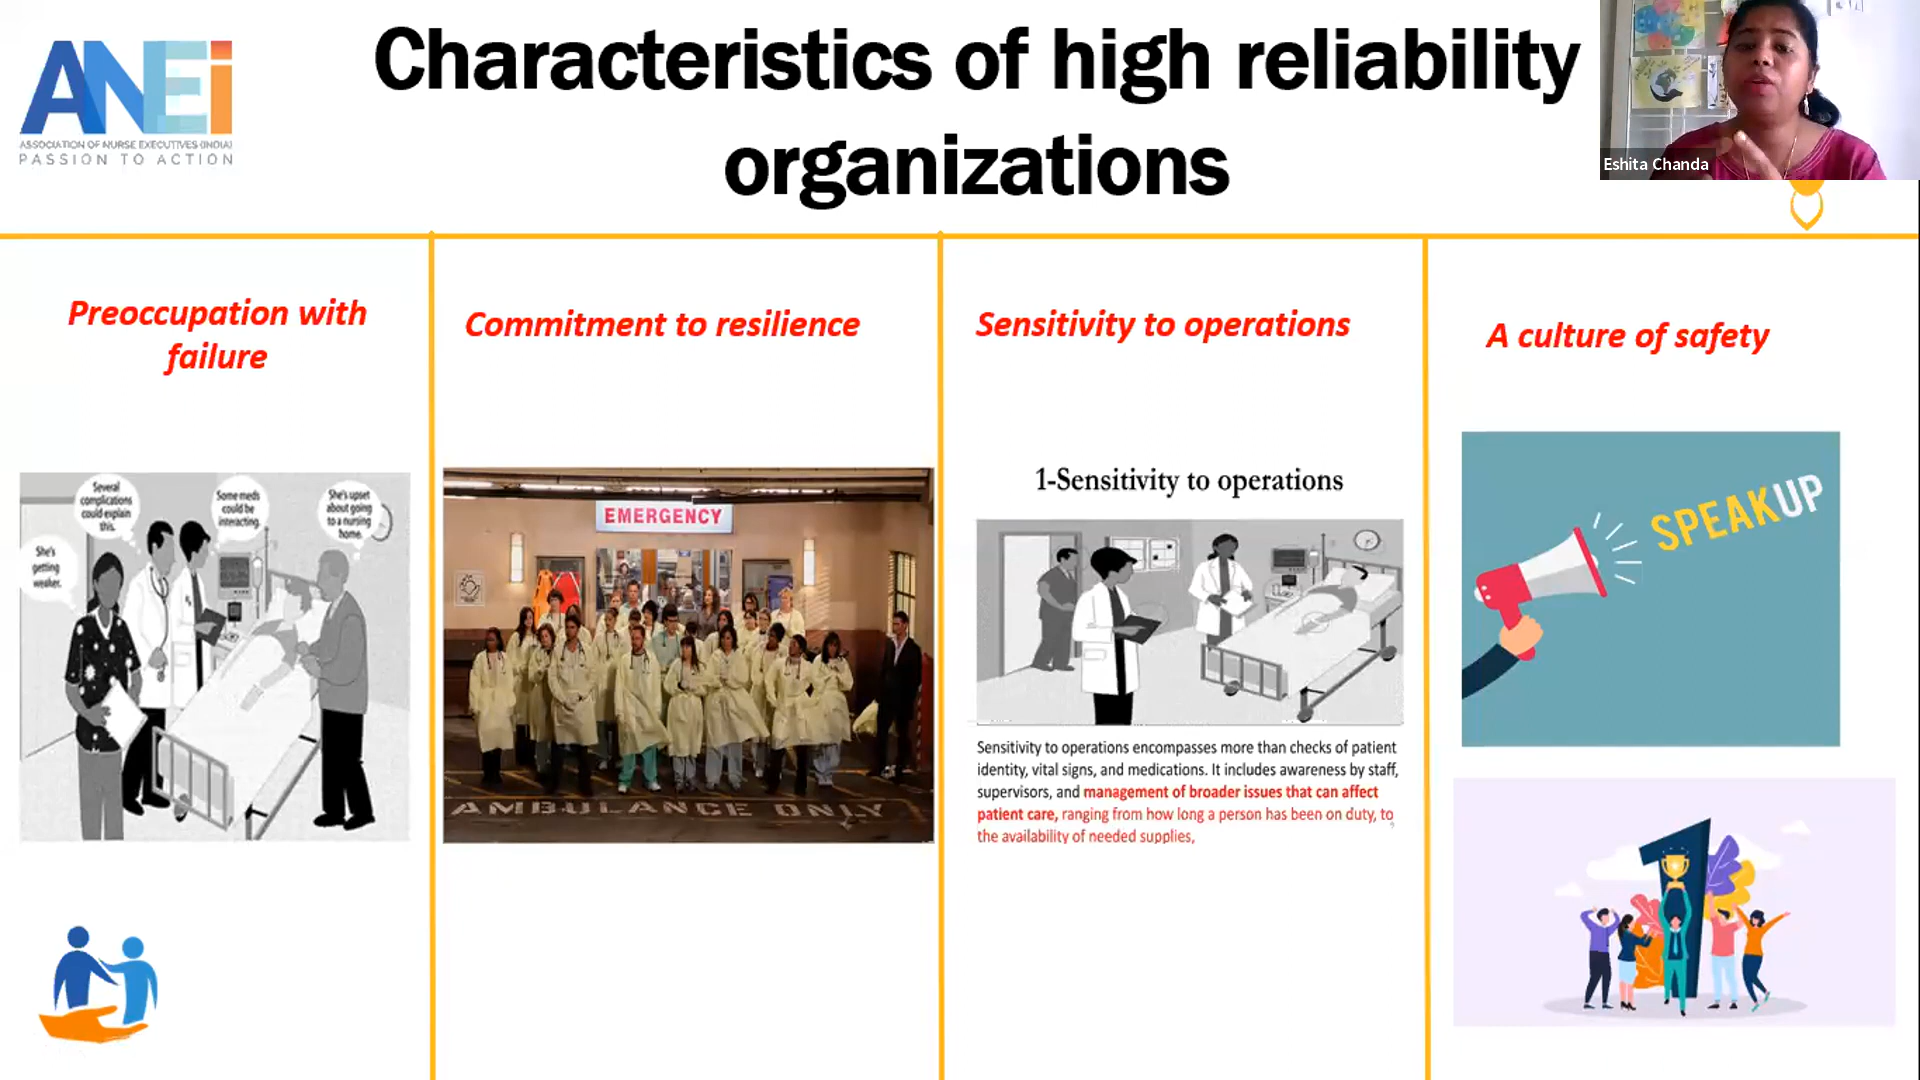 ANEi
ASSOCIATION OF NURSE EXECUTIVES (INDIA)
PASSION TO ACTION
Characteristics of high reliability
organizations
Eshita Chanda
Preoccupation with
failure
She's
getting
weaker.
Several
complications
could explain
this.
Some meds
could be
interacting.
She's upset
about going
to a nursing
home.
Commitment to resilience
EMERGENCY
AMBULANCE ONLY
Sensitivity to operations
1-Sensitivity to operations
Sensitivity to operations encompasses more than checks of patient
identity, vital signs, and medications. It includes awareness by staff,
supervisors, and management of broader issues that can affect
patient care, ranging from how long a person has been on duty, to
the availability of needed supplies,
A culture of safety
SPEAKUP
1